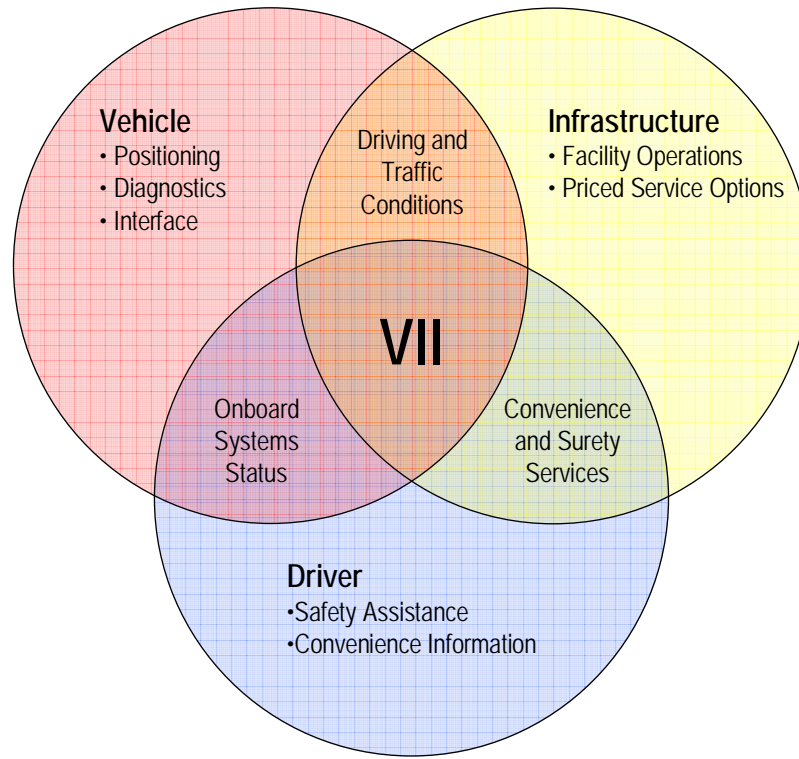 Vehicle
• Positioning
• Diagnostics
• Interface
Driving and
Traffic
Conditions
Infrastructure
• Facility Operations
• Priced Service Options
VII
Onboard
Systems
Status
Convenience
and Surety
Services
Driver
•Safety Assistance
•Convenience Information